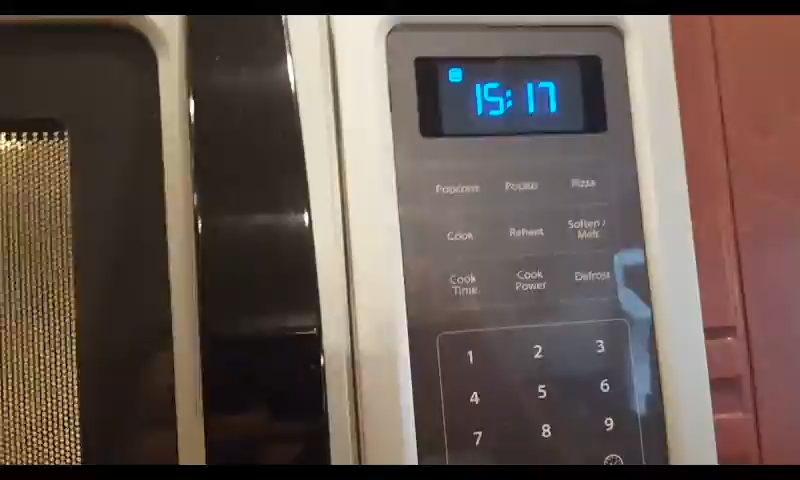 15:17
Popcorn Potato Pizza
Cook Reheat Soften / Melt
Cook Time Cook Power Defrost
1 2 3
4 5 6
7 8 9